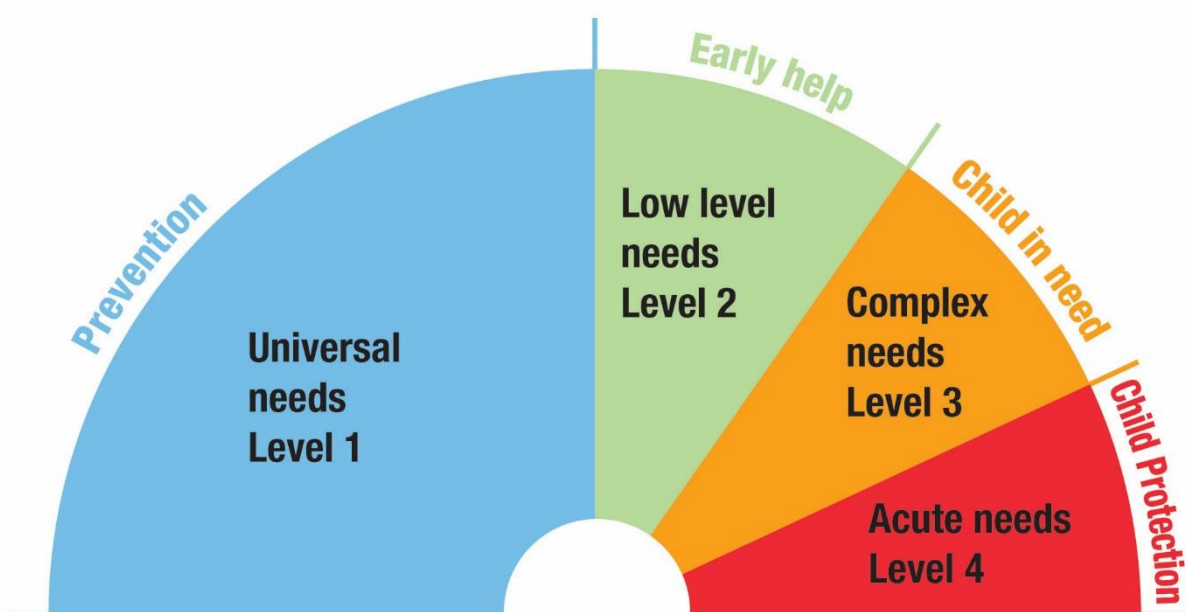 Prevention
Universal
needs
Level 1
Early help
Low level
needs
Level 2
Child in need
Complex
needs
Level 3
Child Protection
Acute needs
Level 4